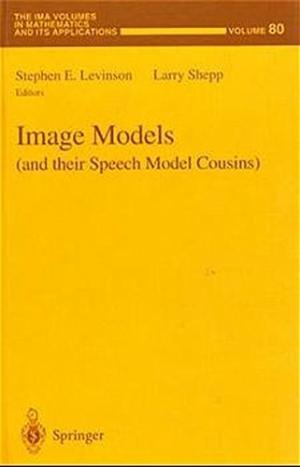 THE IMA VOLUMES
IN MATHEMATICS
AND ITS APPLICATIONS
VOLUME 80
Stephen E. Levinson Larry Shepp
Editors
Image Models
(and their Speech Model Cousins)
Springer